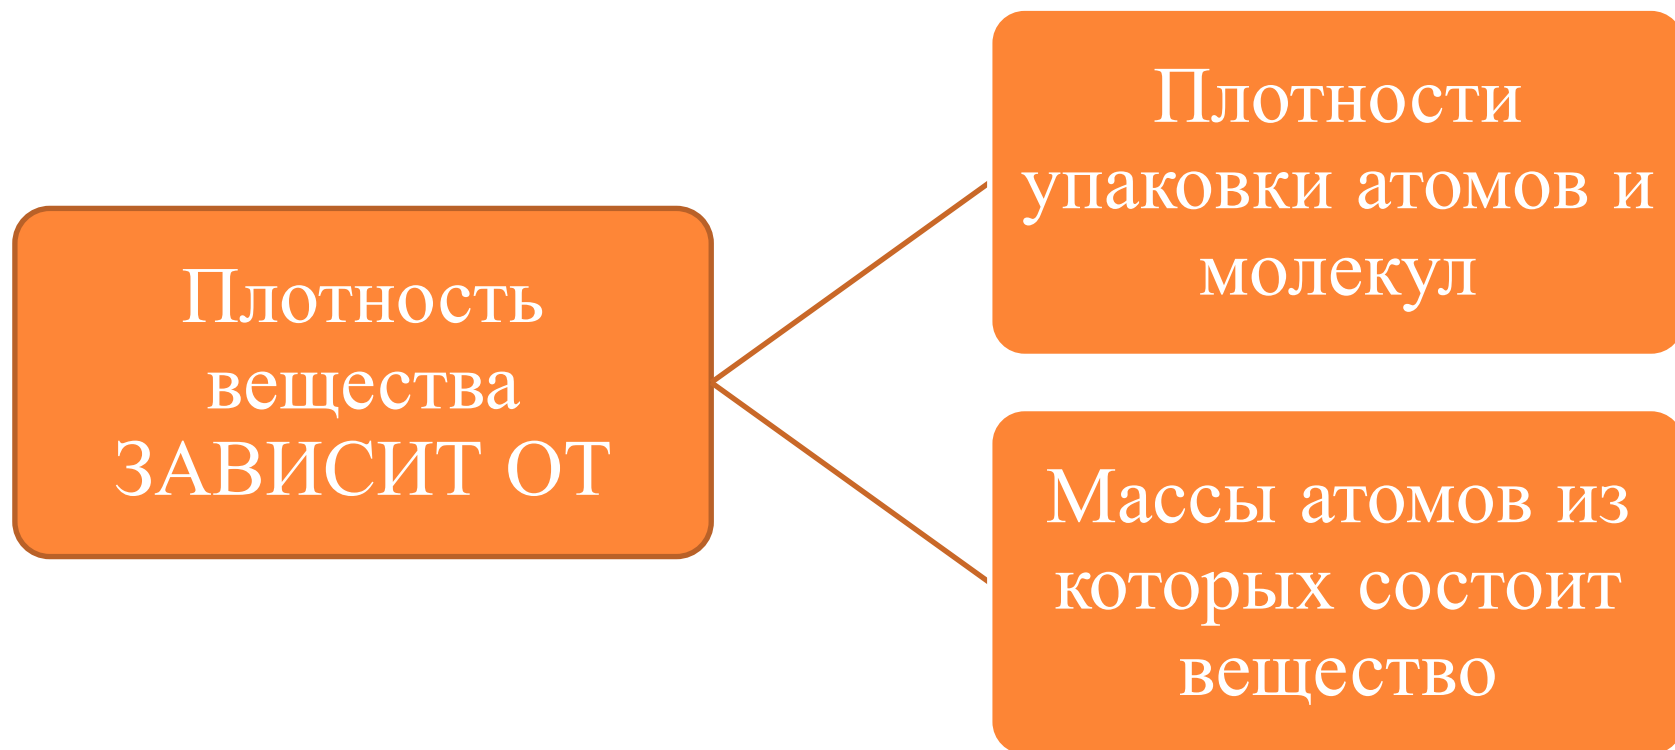 Плотность
вещества
ЗАВИСИТ ОТ
Плотности
упаковки атомов и
молекул
Массы атомов из
которых состоит
вещество